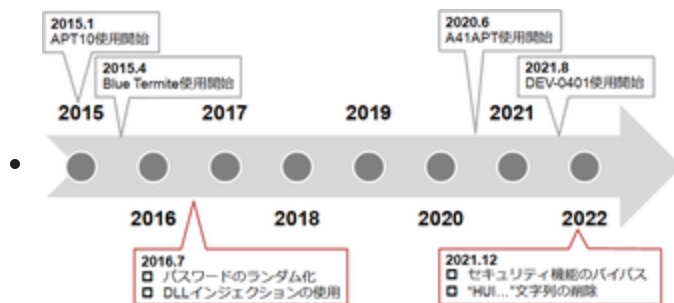 2015.1
APT10使用開始
2015.4
Blue Termite使用開始
2020.6
A41APT使用開始
2021.8
DEV-0401使用開始
2015
2017
2019
2021
2016
2018
2020
2022
2016.7
パスワードのランダム化
DLLインジェクションの使用
2021.12
セキュリティ機能のバイパス
"HUI..."文字列の削除